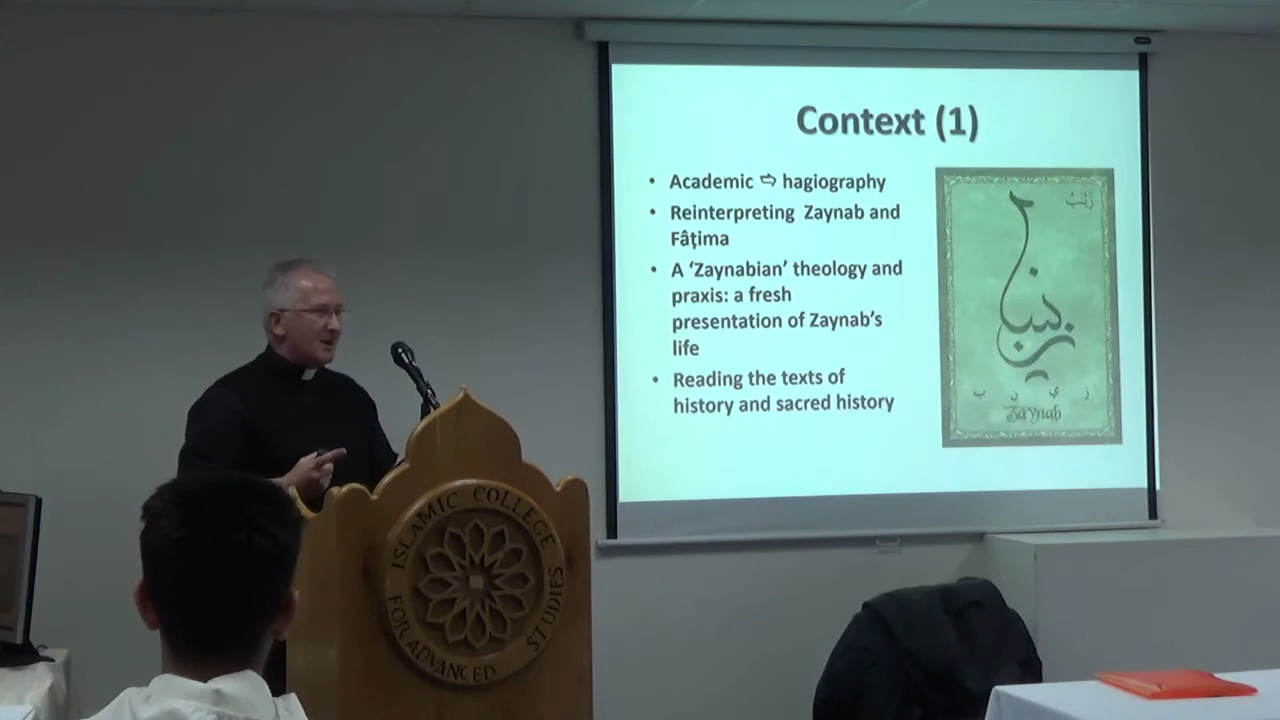 Context (1)
• Academic ⇨ hagiography
• Reinterpreting Zaynab and
Fâṭima
• A ‘Zaynabian’ theology and
praxis: a fresh
presentation of Zaynab’s
life
• Reading the texts of
history and sacred history
زَيْنَبُ
زينب
ز ي ن ب
Zaynab
ISLAMIC COLLEGE
FOR ADVANCED
STUDIES